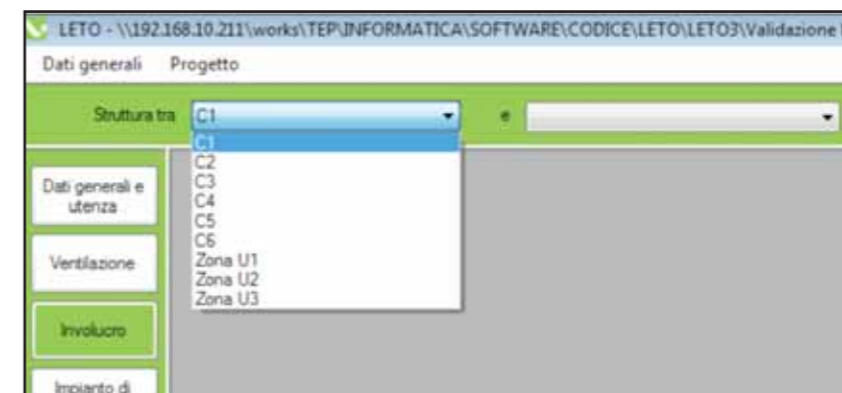 LETO - \\192.168.10.211\works\TEP\INFORMATICA\SOFTWARE\CODICE\LETO\LETO3\Validazione
Dati generali Progetto
Struttura tra C1 e
C1
C2
C3
C4
C5
C6
Zona U1
Zona U2
Zona U3
Dati generali e
utenza
Ventilazione
Involucro
Impianto di